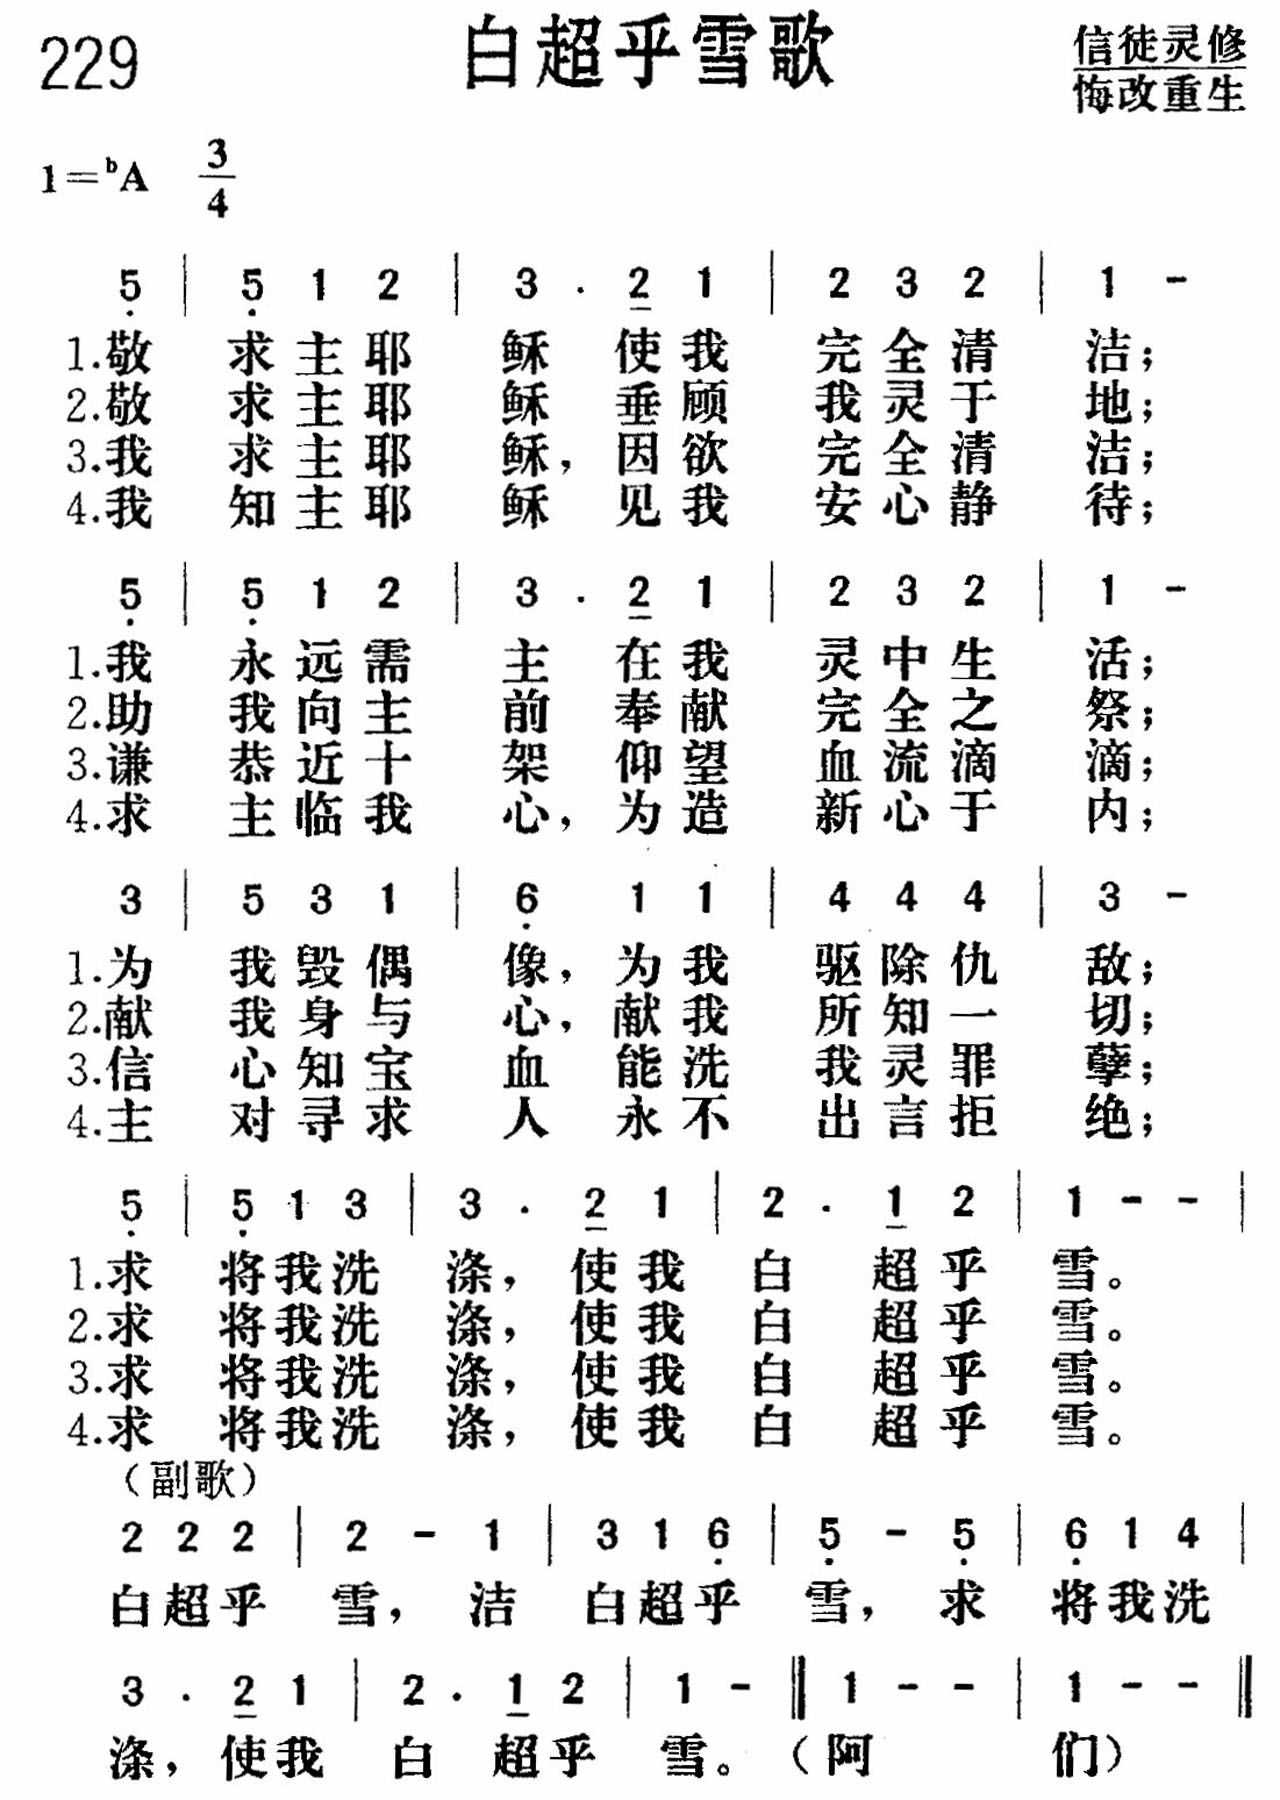 229
白超乎雪歌
信徒灵修
悔改重生
1=ᵇA 3/4
5̣ | 5̣ 1 2 | 3 . 2̲ 1 | 2 3 2 | 1 -
1.敬求主耶稣使我完全清洁；
2.敬求主耶稣垂顾我灵于地；
3.我求主耶稣，因欲完全清洁；
4.我知主耶稣见我安心静待；
5̣ | 5̣ 1 2 | 3 . 2̲ 1 | 2 3 2 | 1 -
1.我永远需主在我灵中生活；
2.助我向主前奉献完全之祭；
3.谦恭近十架仰望血流滴滴；
4.求主临我心，为造新心于内；
3 | 5 3 1 | 6̣ 1 1 | 4 4 4 | 3 -
1.为我毁偶像，为我驱除仇敌；
2.献我身与心，献我所知一切；
3.信心知宝血能洗我灵罪孽；
4.主对寻求人永不出言拒绝；
5̣ | 5̣ 1 3 | 3 . 2̲ 1 | 2 . 1̲ 2 | 1 - - |
1.求将我洗涤，使我白超乎雪。
2.求将我洗涤，使我白超乎雪。
3.求将我洗涤，使我白超乎雪。
4.求将我洗涤，使我白超乎雪。
（副歌）
2 2 2 | 2 - 1 | 3 1 6̣ | 5̣ - 5̣ | 6̣ 1 4 |
白超乎雪，洁白超乎雪，求将我洗
3 . 2̲ 1 | 2 . 1̲ 2 | 1 - ‖ 1 - - | 1 - - ‖
涤，使我白超乎雪。（阿们）